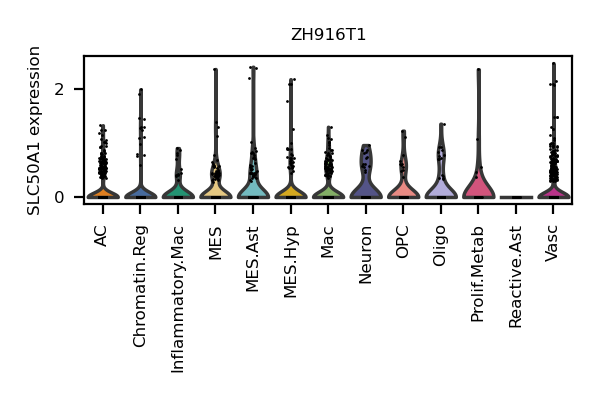 ZH916T1
SLC50A1 expression
2
0
AC
Chromatin.Reg
Inflammatory.Mac
MES
MES.Ast
MES.Hyp
Mac
Neuron
OPC
Oligo
Prolif.Metab
Reactive.Ast
Vasc